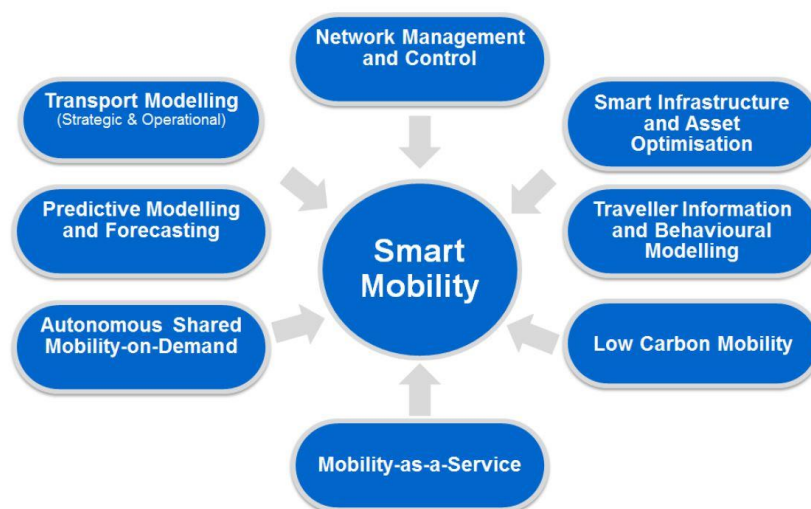 Network Management
and Control
Transport Modelling
(Strategic & Operational)
Smart Infrastructure
and Asset
Optimisation
Predictive Modelling
and Forecasting
Smart
Mobility
Traveller Information
and Behavioural
Modelling
Autonomous Shared
Mobility-on-Demand
Low Carbon Mobility
Mobility-as-a-Service